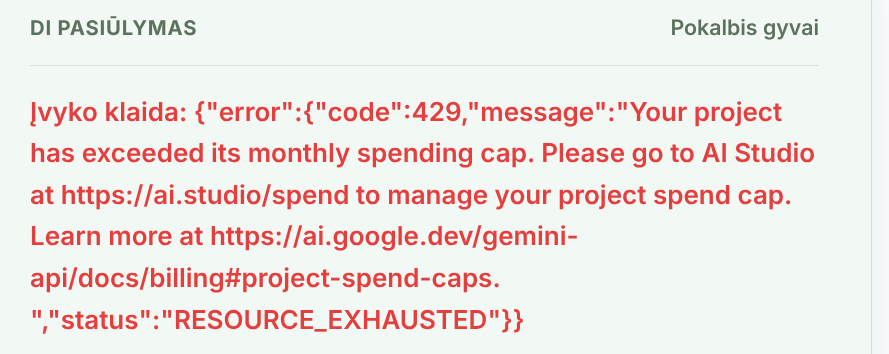 DI PASIŪLYMAS
Pokalbis gyvai
Įvyko klaida: {"error":{"code":429,"message":"Your project
has exceeded its monthly spending cap. Please go to AI Studio
at https://ai.studio/spend to manage your project spend cap.
Learn more at https://ai.google.dev/gemini-
api/docs/billing#project-spend-caps.
","status":"RESOURCE_EXHAUSTED"}}